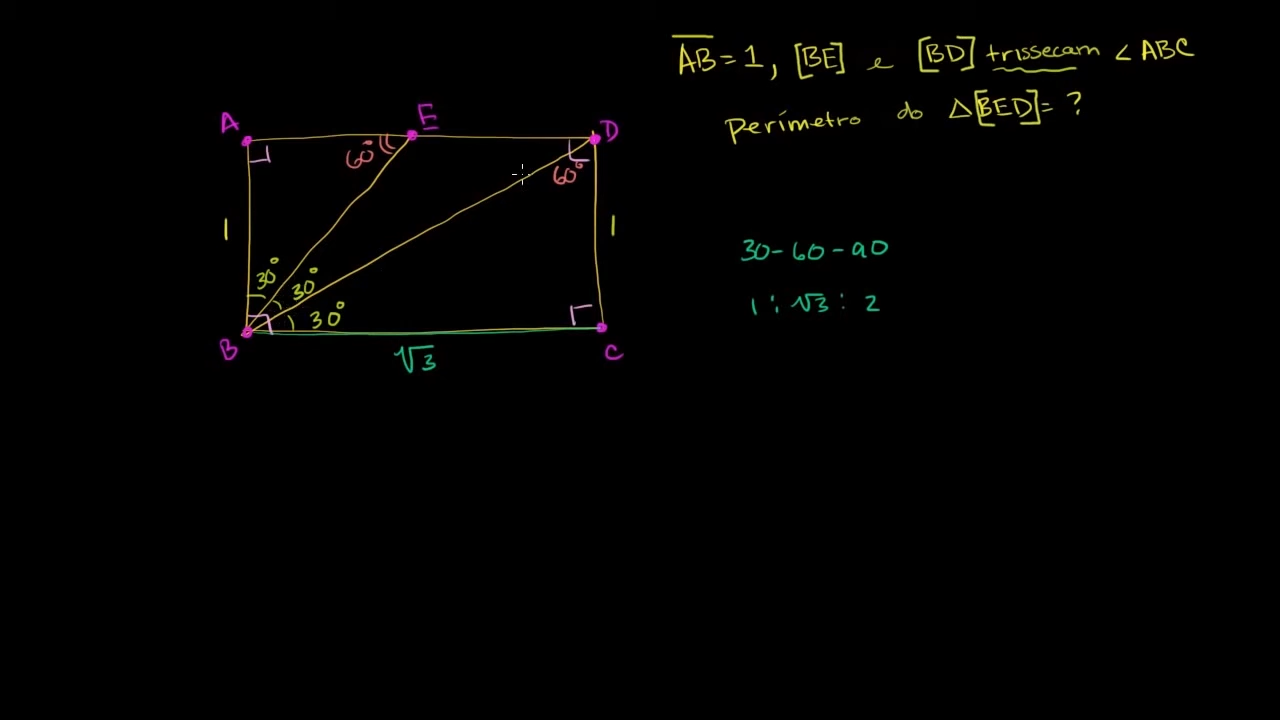 AB = 1, [BE] e [BD] trissecam ∠ ABC
perímetro do Δ[BED] = ?
A E D
60° 60°
1 1
30- 60 - 90
30° 30° 30°
1 : √3 : 2
B C
√3